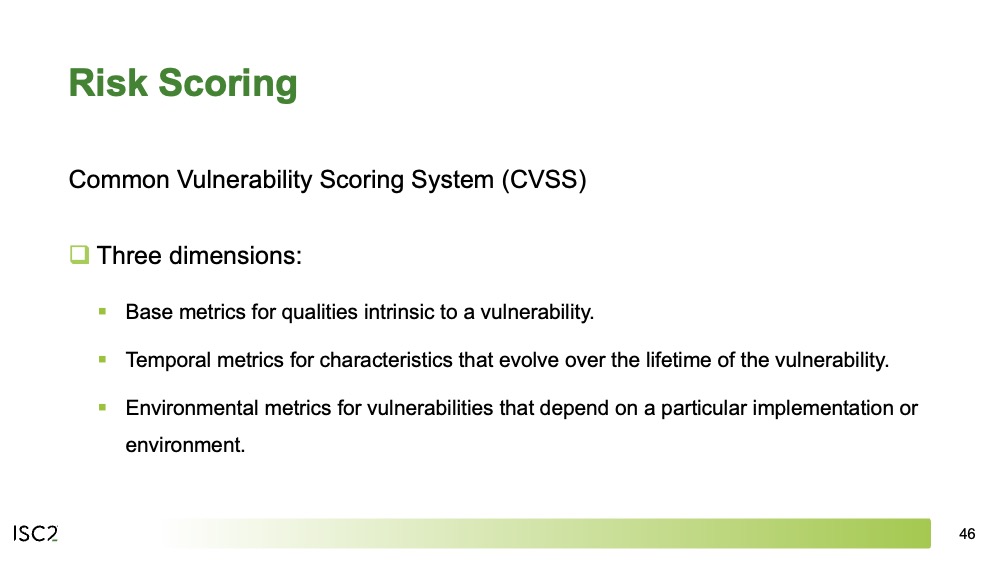 Risk Scoring
Common Vulnerability Scoring System (CVSS)
Three dimensions:
Base metrics for qualities intrinsic to a vulnerability.
Temporal metrics for characteristics that evolve over the lifetime of the vulnerability.
Environmental metrics for vulnerabilities that depend on a particular implementation or
environment.
ISC2
46